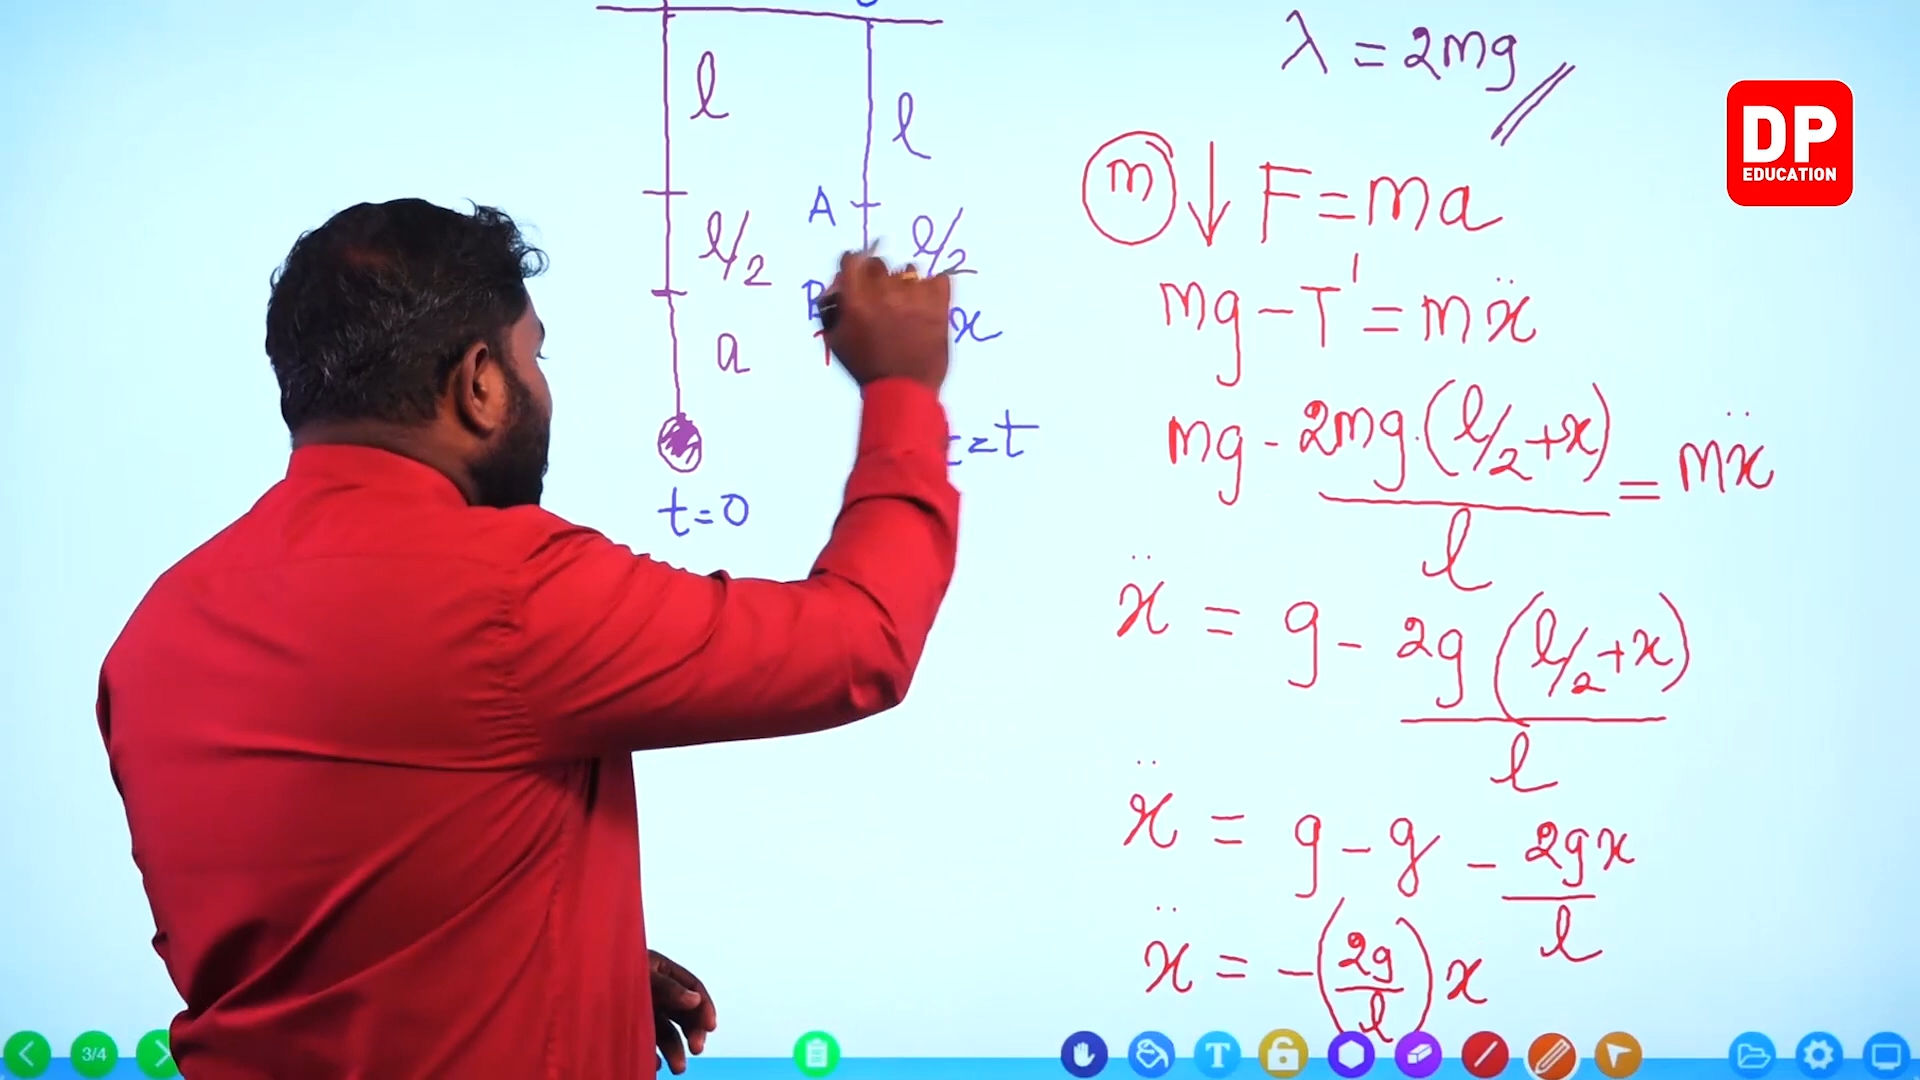 l
l/2
a
t=0
l
A
l/2
B
x
=t
λ = 2mg
DP
EDUCATION
m ↓ F=ma
mg-T'=mẍ
mg - 2mg.(l/2+x)/l = mẍ
ẍ = g - 2g(l/2+x)/l
ẍ = g-g - 2gx/l
ẍ = -(2g/l)x
3/4
T